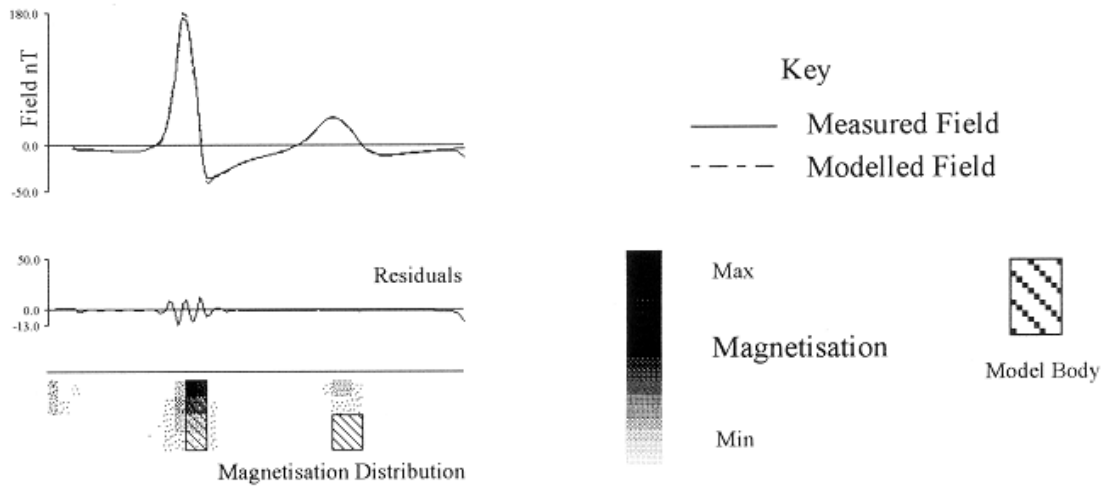 180.0
Field nT
0.0
-50.0
50.0
Residuals
0.0
-13.0
Magnetisation Distribution
Key
Measured Field
Modelled Field
Max
Magnetisation
Min
Model Body